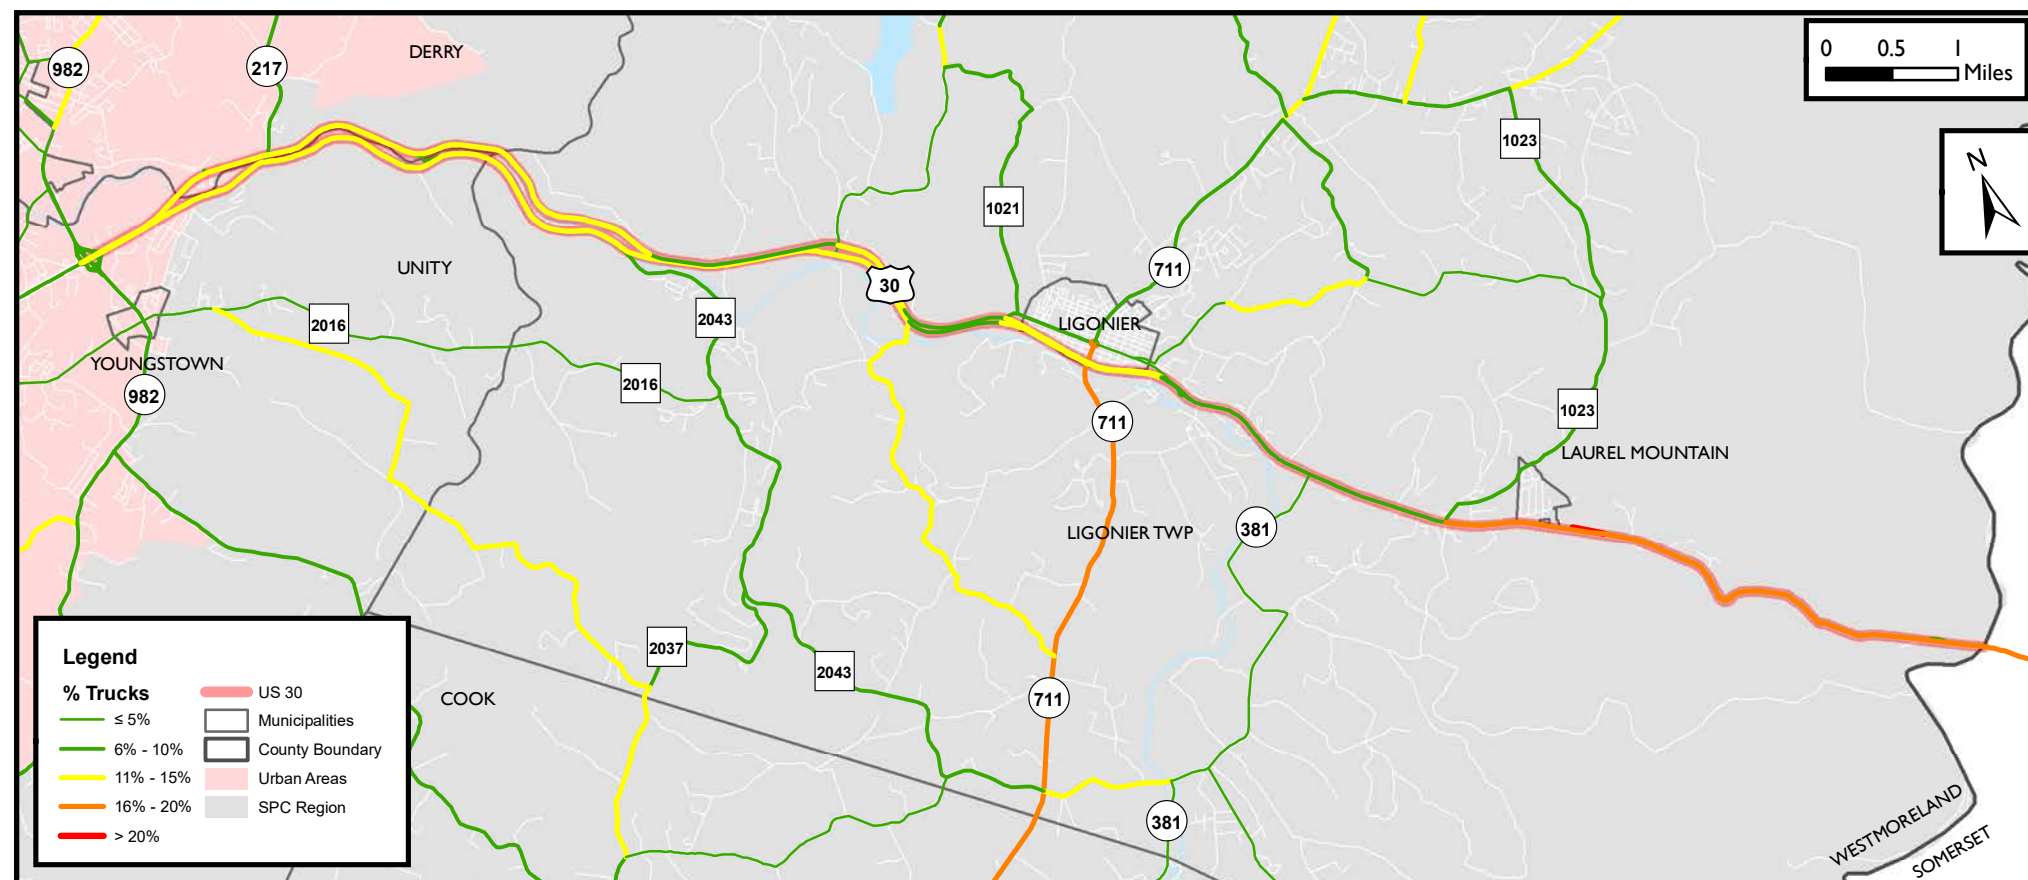 DERRY
982
217
0 0.5 1
Miles
N
1023
1021
UNITY
711
30
2043
2016
LIGONIER
YOUNGSTOWN
2016
982
711
1023
LAUREL MOUNTAIN
LIGONIER TWP
381
2037
2043
COOK
711
381
WESTMORELAND
SOMERSET
Legend
% Trucks
≤ 5%
6% - 10%
11% - 15%
16% - 20%
> 20%
US 30
Municipalities
County Boundary
Urban Areas
SPC Region